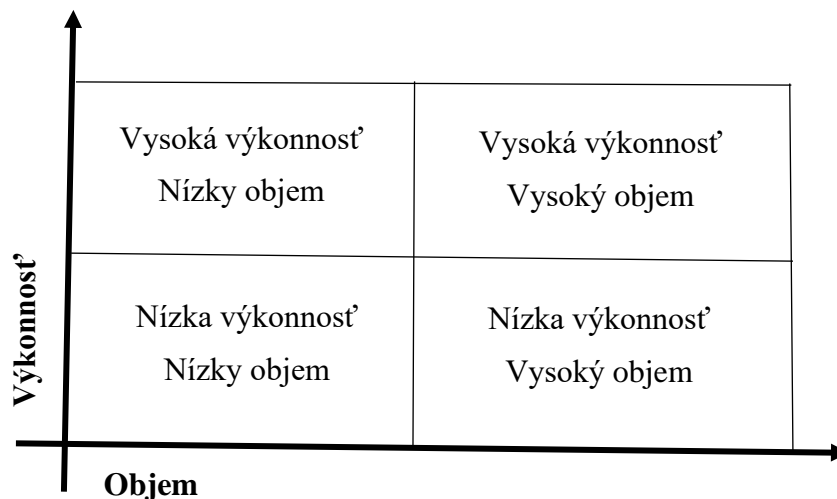 Vysoká výkonnosť
Nízky objem
Vysoká výkonnosť
Vysoký objem
Nízka výkonnosť
Nízky objem
Nízka výkonnosť
Vysoký objem
Výkonnosť
Objem